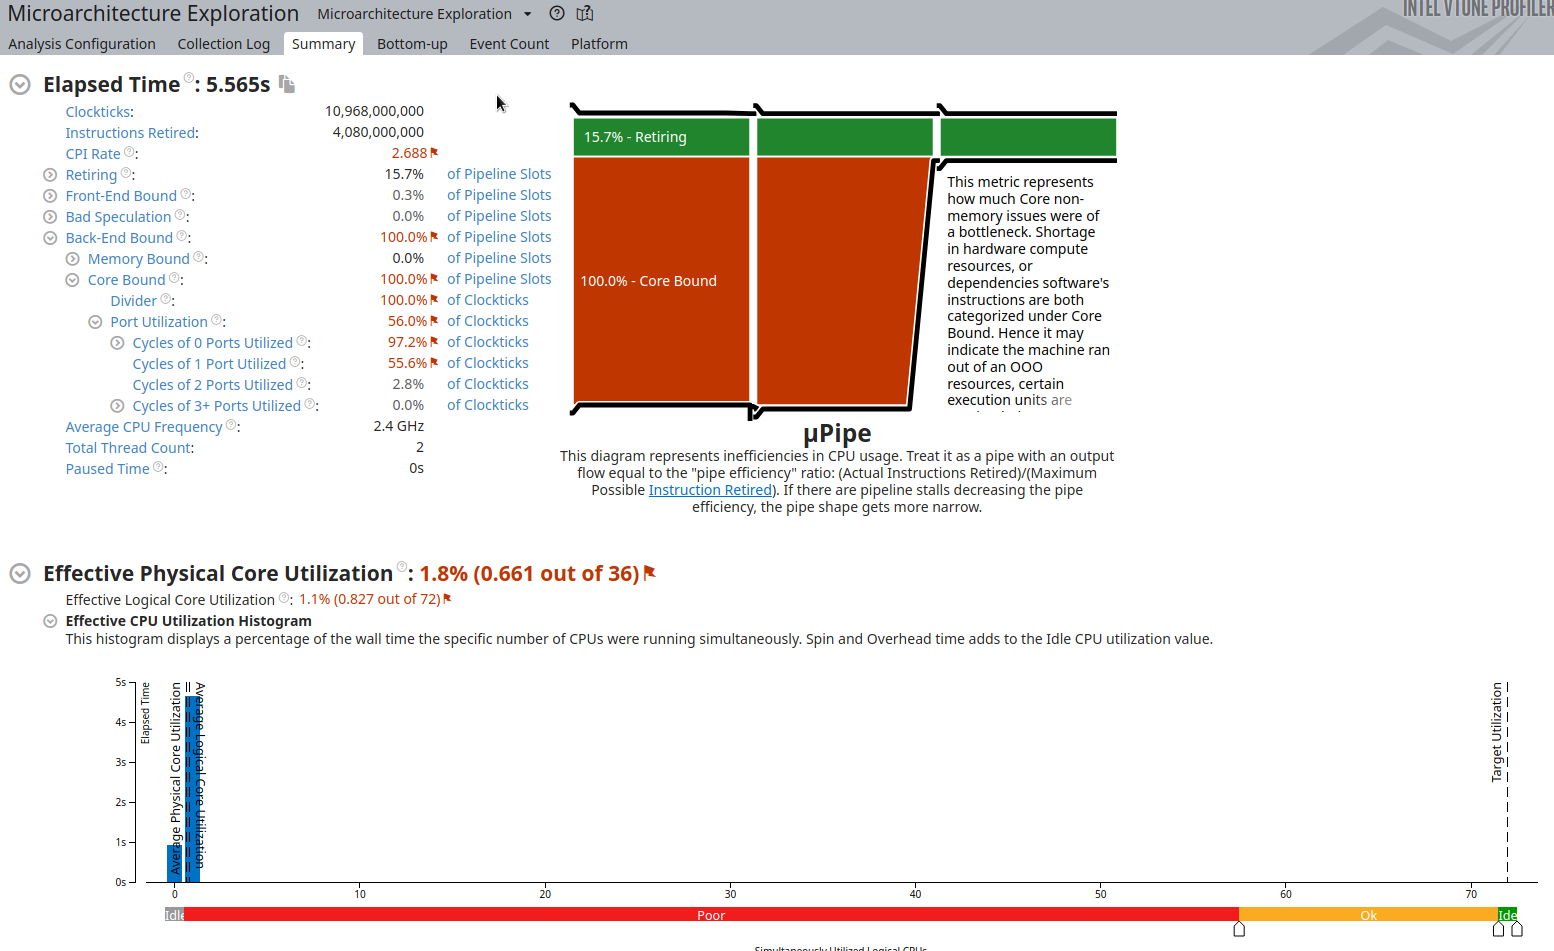 Microarchitecture Exploration Microarchitecture Exploration
INTEL VTUNE PROFILER
Analysis Configuration Collection Log Summary Bottom-up Event Count Platform
Elapsed Time: 5.565s
Clockticks: 10,968,000,000
Instructions Retired: 4,080,000,000
CPI Rate: 2.688
Retiring: 15.7% of Pipeline Slots
Front-End Bound: 0.3% of Pipeline Slots
Bad Speculation: 0.0% of Pipeline Slots
Back-End Bound: 100.0% of Pipeline Slots
Memory Bound: 0.0% of Pipeline Slots
Core Bound: 100.0% of Pipeline Slots
Divider: 100.0% of Clockticks
Port Utilization: 56.0% of Clockticks
Cycles of 0 Ports Utilized: 97.2% of Clockticks
Cycles of 1 Port Utilized: 55.6% of Clockticks
Cycles of 2 Ports Utilized: 2.8% of Clockticks
Cycles of 3+ Ports Utilized: 0.0% of Clockticks
Average CPU Frequency: 2.4 GHz
Total Thread Count: 2
Paused Time: 0s
15.7% - Retiring
100.0% - Core Bound
This metric represents
how much Core non-
memory issues were of
a bottleneck. Shortage
in hardware compute
resources, or
dependencies software's
instructions are both
categorized under Core
Bound. Hence it may
indicate the machine ran
out of an OOO
resources, certain
execution units are
µPipe
This diagram represents inefficiencies in CPU usage. Treat it as a pipe with an output
flow equal to the "pipe efficiency" ratio: (Actual Instructions Retired)/(Maximum
Possible Instruction Retired). If there are pipeline stalls decreasing the pipe
efficiency, the pipe shape gets more narrow.
Effective Physical Core Utilization: 1.8% (0.661 out of 36)
Effective Logical Core Utilization: 1.1% (0.827 out of 72)
Effective CPU Utilization Histogram
This histogram displays a percentage of the wall time the specific number of CPUs were running simultaneously. Spin and Overhead time adds to the Idle CPU utilization value.
5s
4s
3s
2s
1s
0s
Elapsed Time
Average Physical Core Utilization
Average Logical Core Utilization
Target Utilization
0 10 20 30 40 50 60 70
Idle Poor Ok Ide
Simultaneously Utilized Logical CPUs